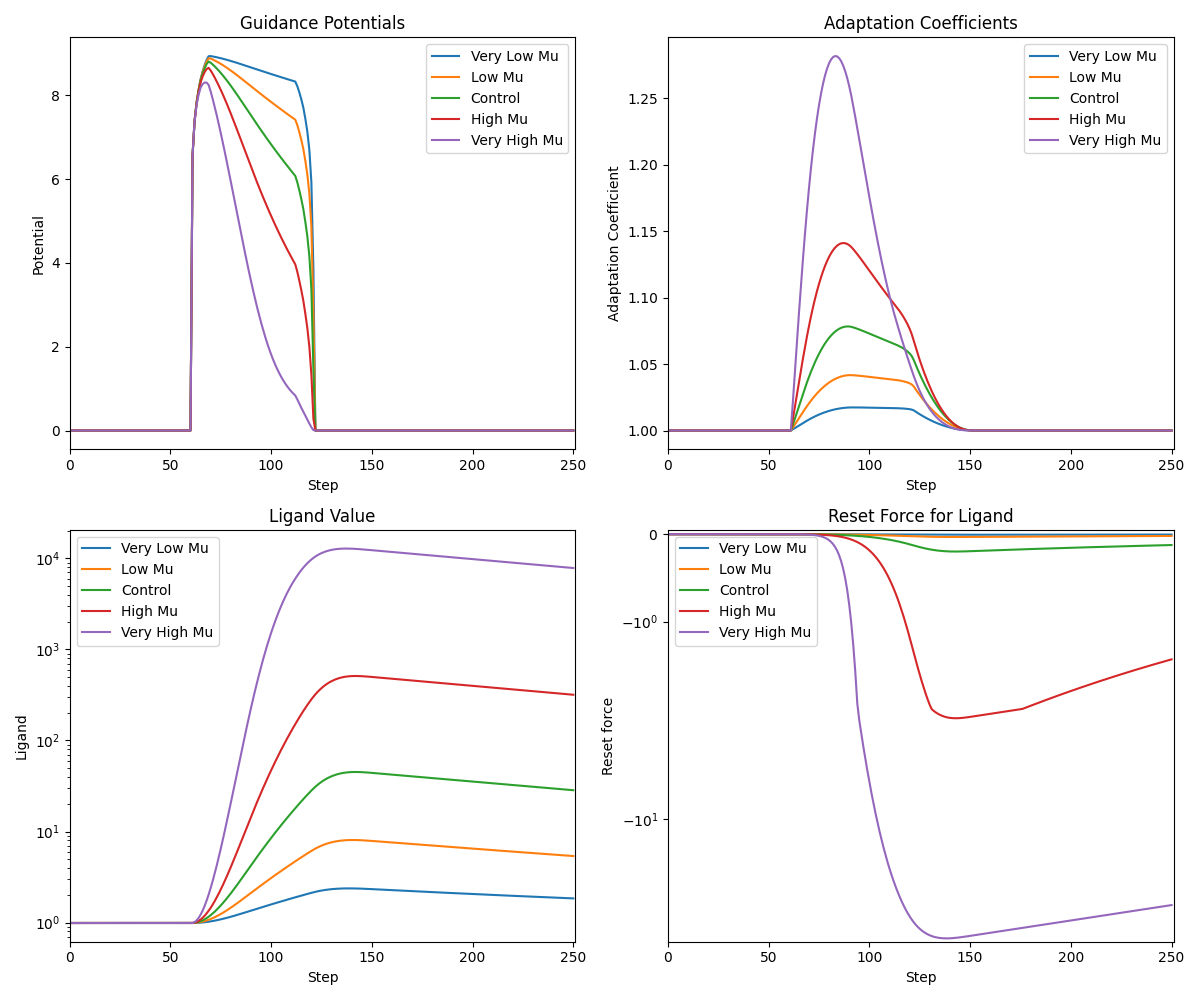 Guidance Potentials
Potential
8
6
4
2
0
0 50 100 150 200 250
Step
Very Low Mu
Low Mu
Control
High Mu
Very High Mu
Adaptation Coefficients
Adaptation Coefficient
1.25
1.20
1.15
1.10
1.05
1.00
0 50 100 150 200 250
Step
Very Low Mu
Low Mu
Control
High Mu
Very High Mu
Ligand Value
Ligand
10⁴
10³
10²
10¹
10⁰
0 50 100 150 200 250
Step
Very Low Mu
Low Mu
Control
High Mu
Very High Mu
Reset Force for Ligand
Reset force
0
−10⁰
−10¹
0 50 100 150 200 250
Step
Very Low Mu
Low Mu
Control
High Mu
Very High Mu